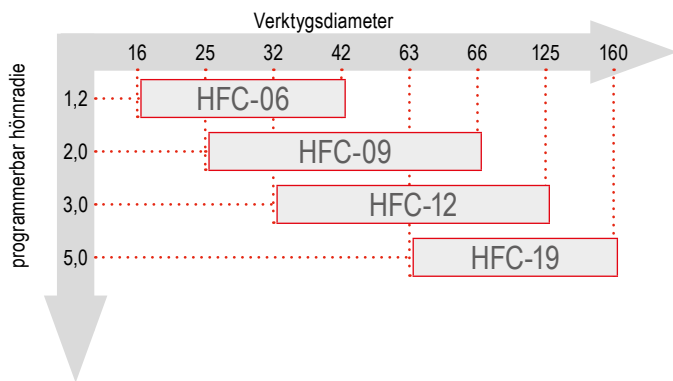 Verktygsdiameter
16 25 32 42 63 66 125 160
programmerbar hörnradie
1,2 HFC-06
2,0 HFC-09
3,0 HFC-12
5,0 HFC-19